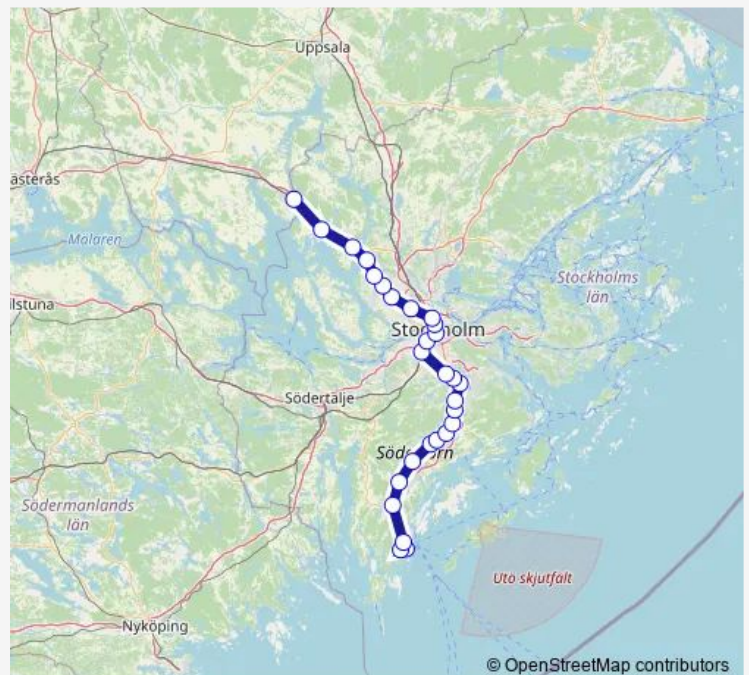 Uppsala
ästerås
Mälaren
Stockholms
län
ilstuna
Stockholm
Södertälje
Södertörn
Södermanlands
län
Utö skjutfält
Nyköping
© OpenStreetMap contributors